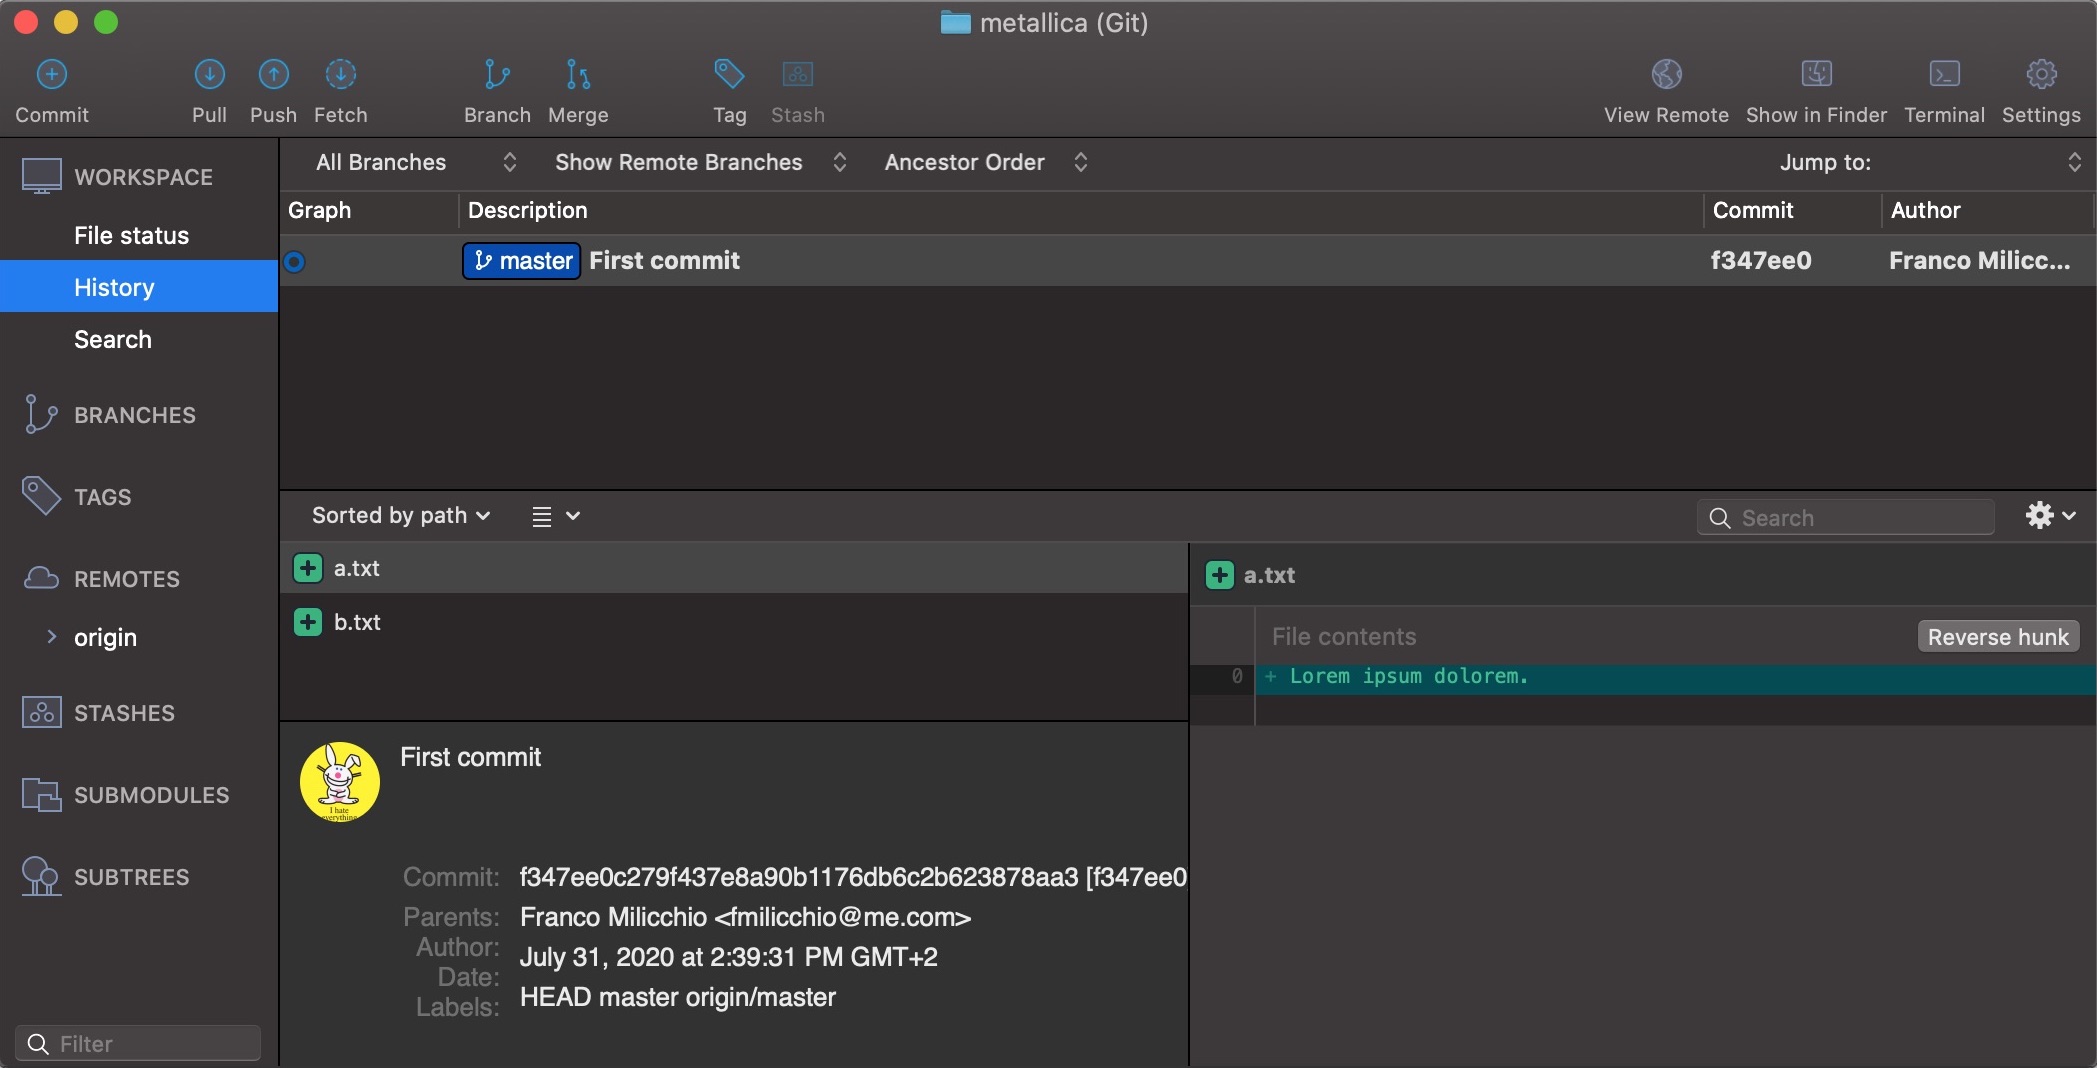 metallica (Git)
Commit Pull Push Fetch Branch Merge Tag Stash View Remote Show in Finder Terminal Settings
WORKSPACE
File status
History
Search
BRANCHES
TAGS
REMOTES
origin
STASHES
SUBMODULES
SUBTREES
Filter
All Branches Show Remote Branches Ancestor Order Jump to:
Graph Description Commit Author
master First commit f347ee0 Franco Milicc...
Sorted by path Search
a.txt
b.txt
a.txt
File contents Reverse hunk
0 + Lorem ipsum dolorem.
I hate
everything
First commit
Commit: f347ee0c279f437e8a90b1176db6c2b623878aa3 [f347ee0
Parents: Franco Milicchio <fmilicchio@me.com>
Author:
July 31, 2020 at 2:39:31 PM GMT+2
Date:
Labels: HEAD master origin/master